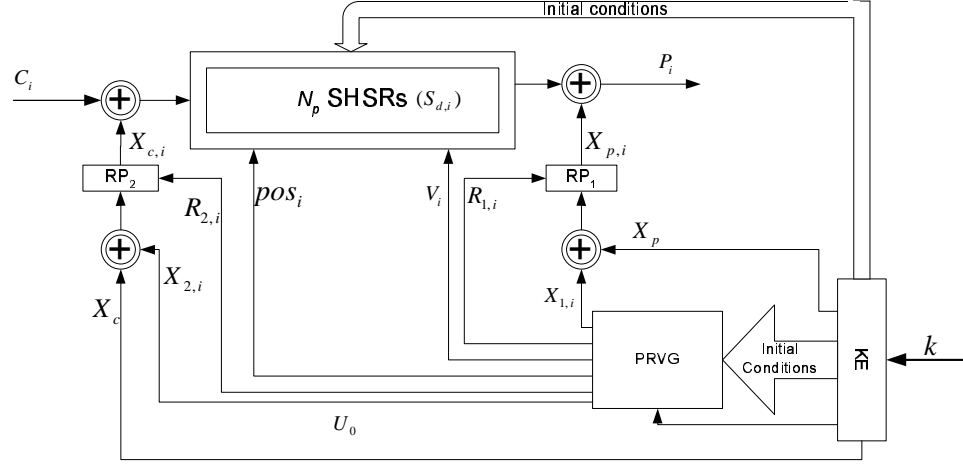 Initial conditions
C_i
P_i
N_p SHSRs (S_{d,i})
X_{c,i}
X_{p,i}
RP_2
RP_1
R_{2,i}
pos_i
V_i
R_{1,i}
X_p
X_{2,i}
X_c
X_{1,i}
PRVG
Initial
Conditions
KE
k
U_0